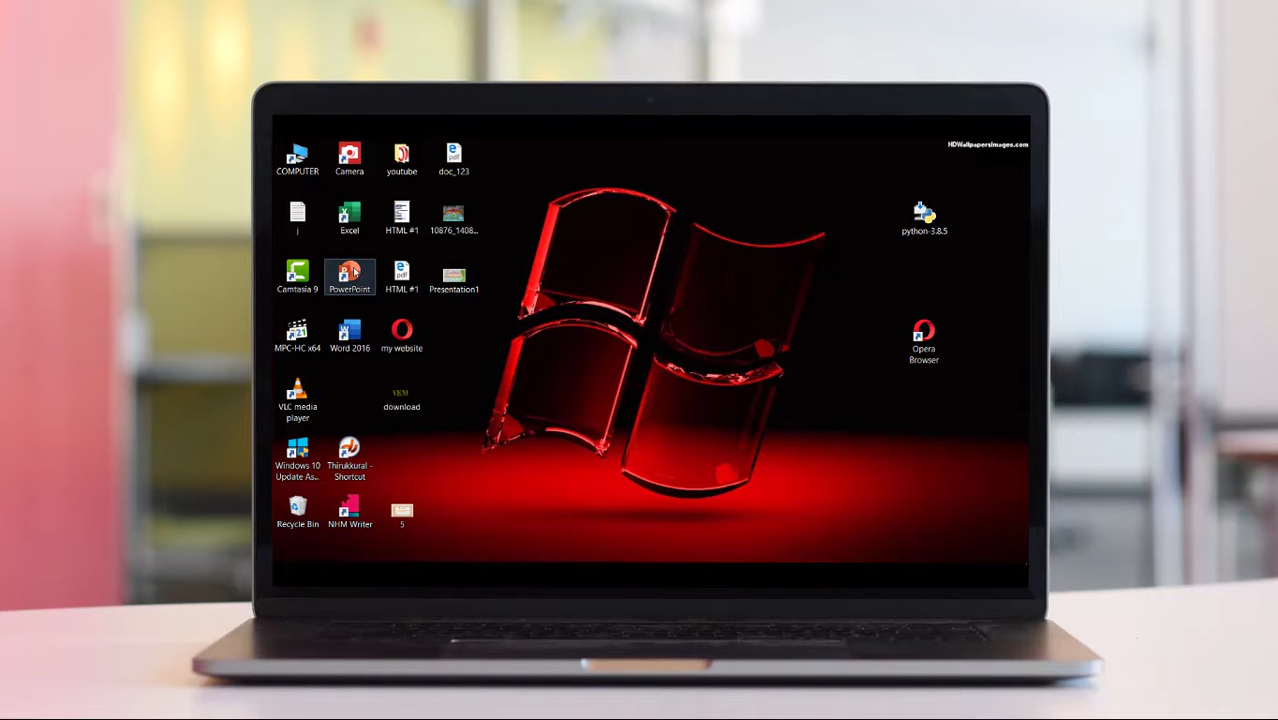 HDWallpapersImages.com
COMPUTER
Camera
youtube
doc_123
j
Excel
HTML #1
10876_1408...
python-3.8.5
Camtasia 9
PowerPoint
HTML #1
Presentation1
MPC-HC x64
Word 2016
my website
Opera
Browser
VLC media
player
VKM
download
Windows 10
Update As...
Thirukkural -
Shortcut
Recycle Bin
NHM Writer
5